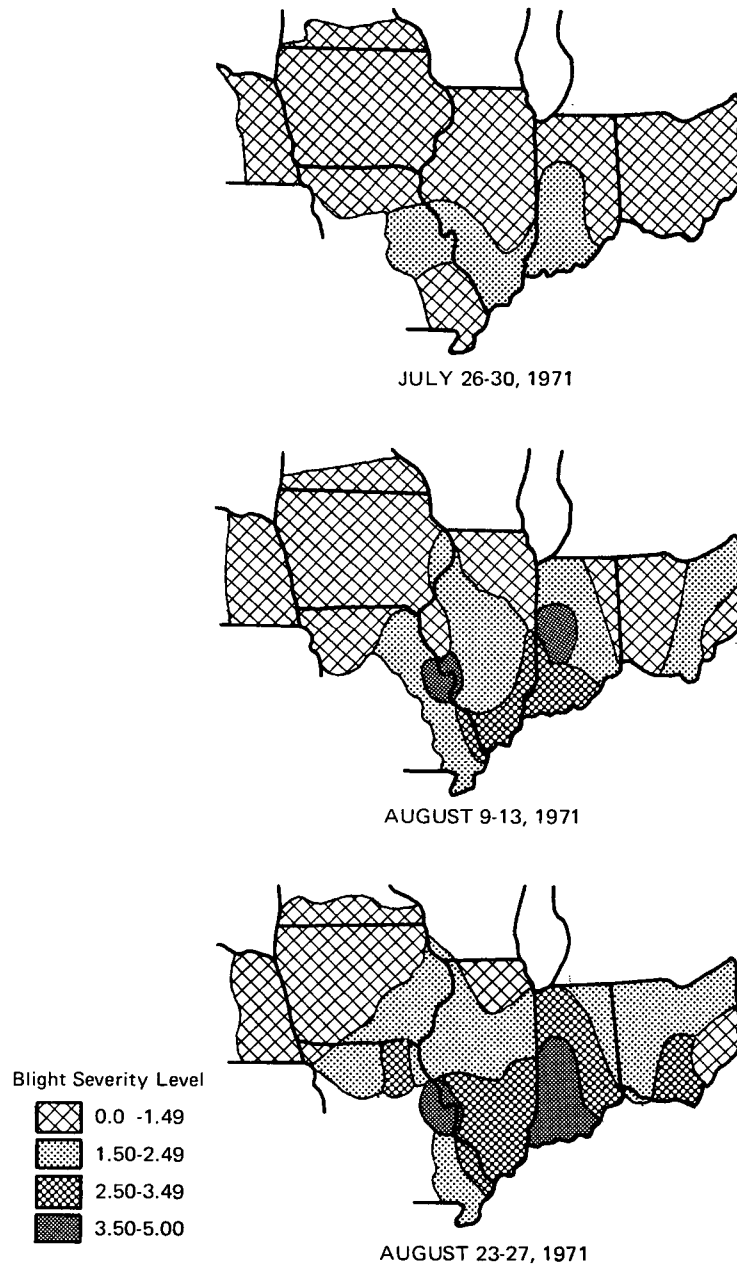 JULY 26-30, 1971
AUGUST 9-13, 1971
Blight Severity Level
0.0 -1.49
1.50-2.49
2.50-3.49
3.50-5.00
AUGUST 23-27, 1971